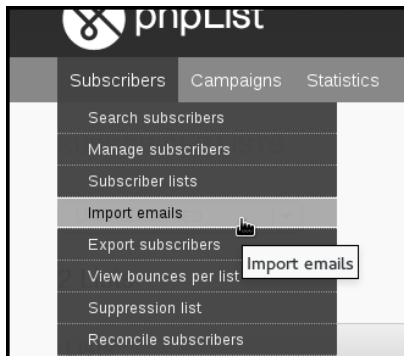 phpList
Subscribers Campaigns Statistics
Search subscribers
Manage subscribers
Subscriber lists
Import emails
Export subscribers
Import emails
View bounces per list
Suppression list
Reconcile subscribers